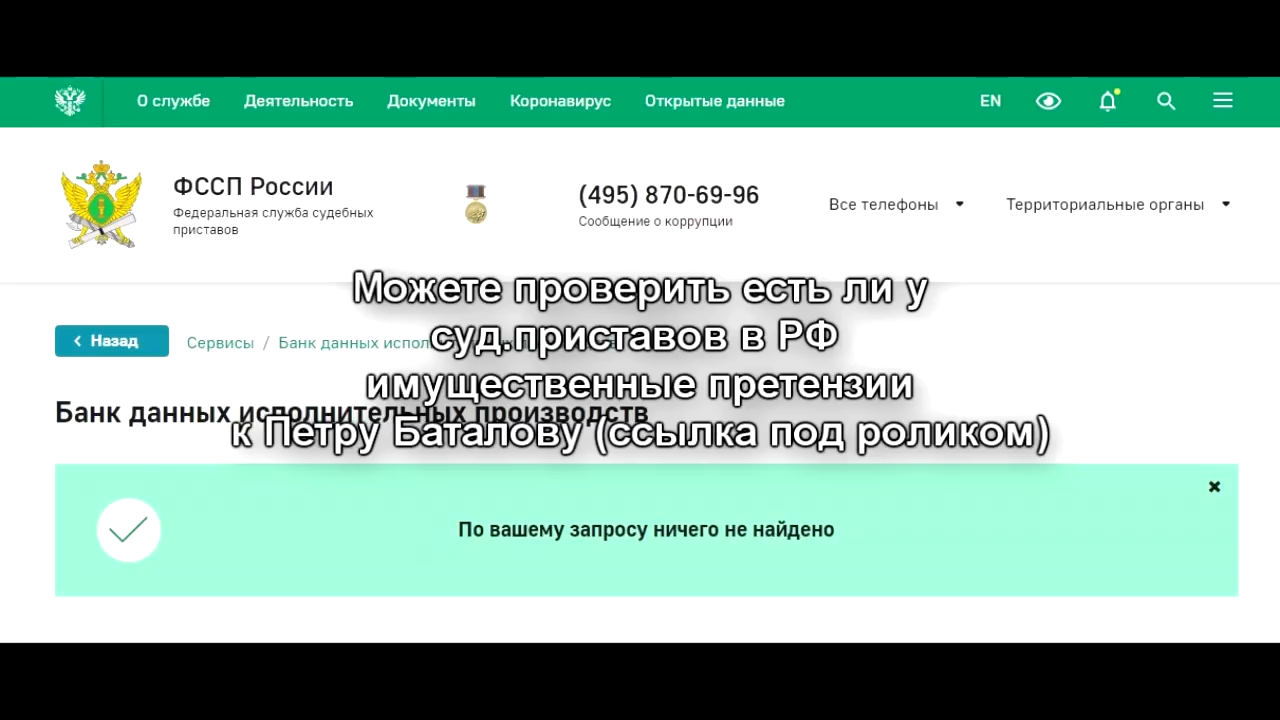 О службе Деятельность Документы Коронавирус Открытые данные EN
ФССП России
Федеральная служба судебных
приставов
(495) 870-69-96
Сообщение о коррупции
Все телефоны
Территориальные органы
Можете проверить есть ли у
суд.приставов в РФ
имущественные претензии
к Петру Баталову (ссылка под роликом)
Назад
Сервисы / Банк данных
Банк данных исполнительных производств
По вашему запросу ничего не найдено